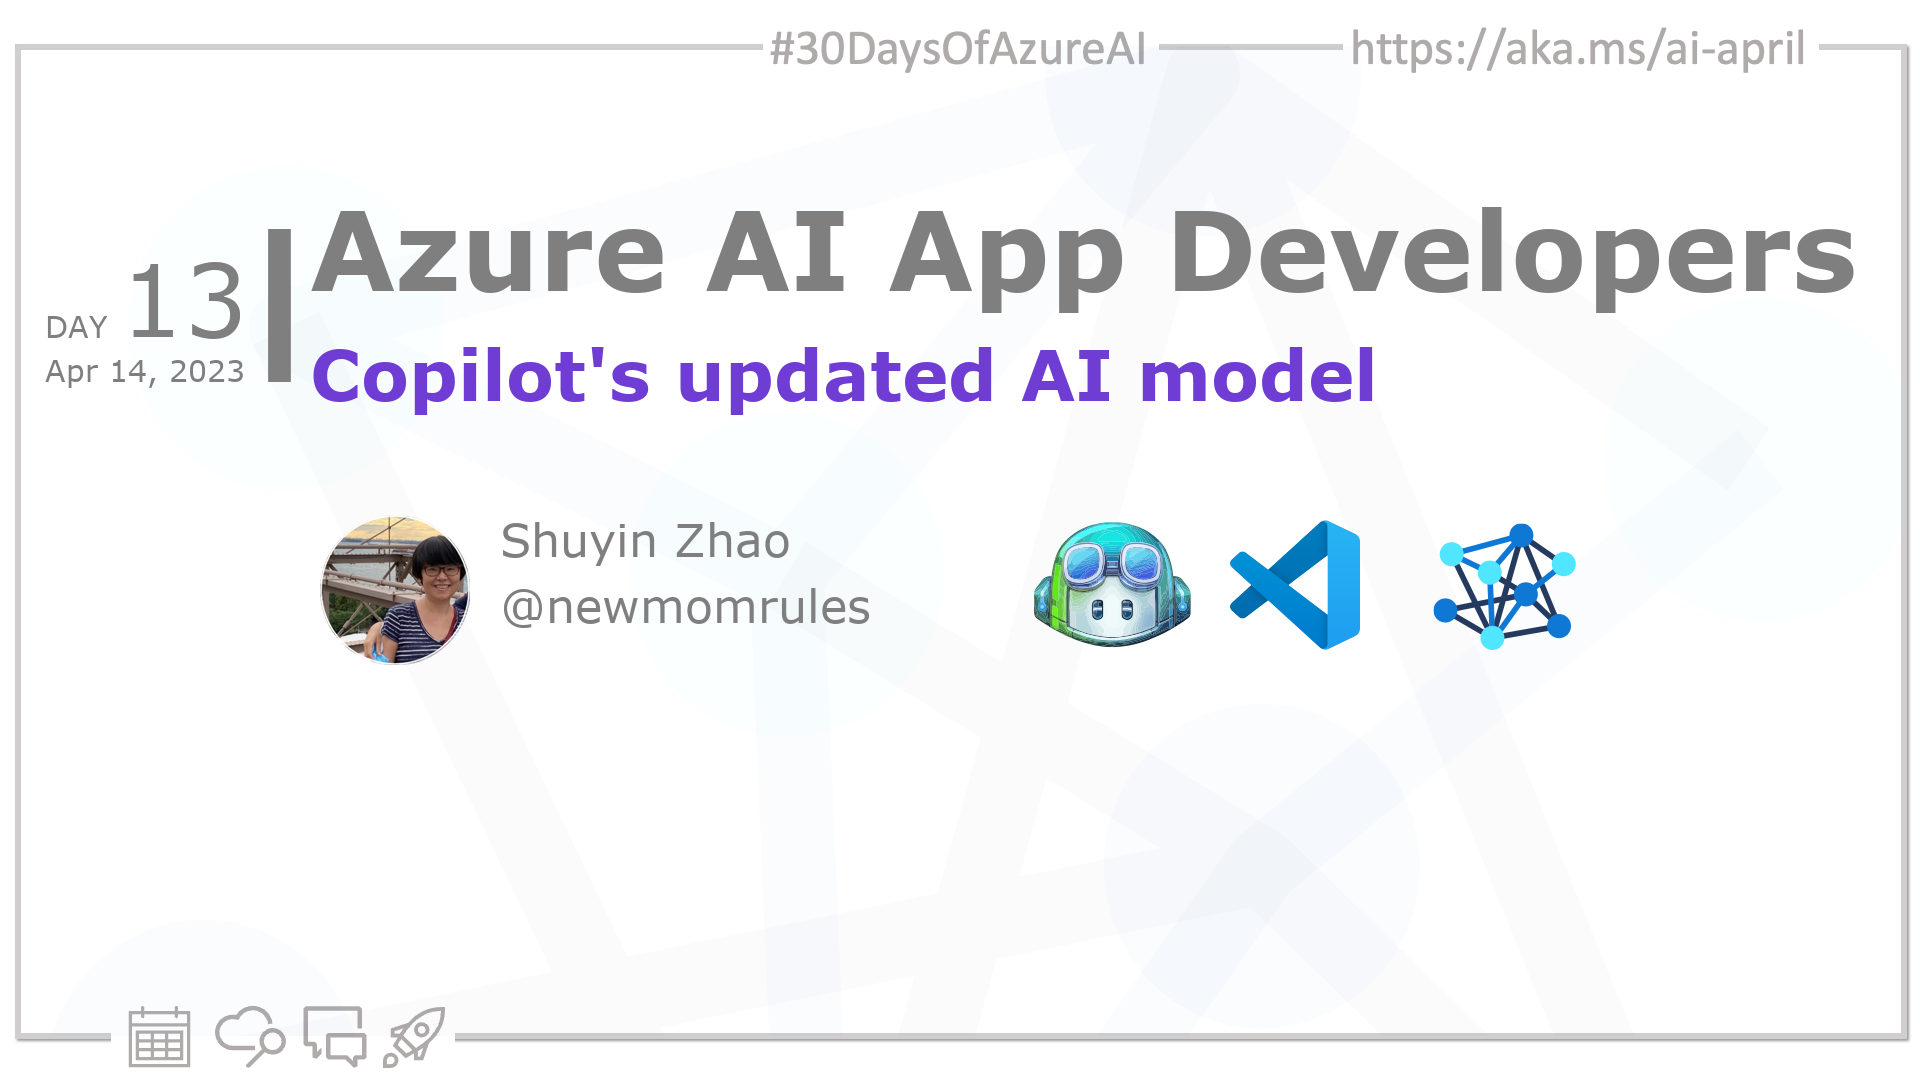 #30DaysOfAzureAI
https://aka.ms/ai-april
Azure AI App Developers
DAY 13
Apr 14, 2023
Copilot's updated AI model
Shuyin Zhao
@newmomrules